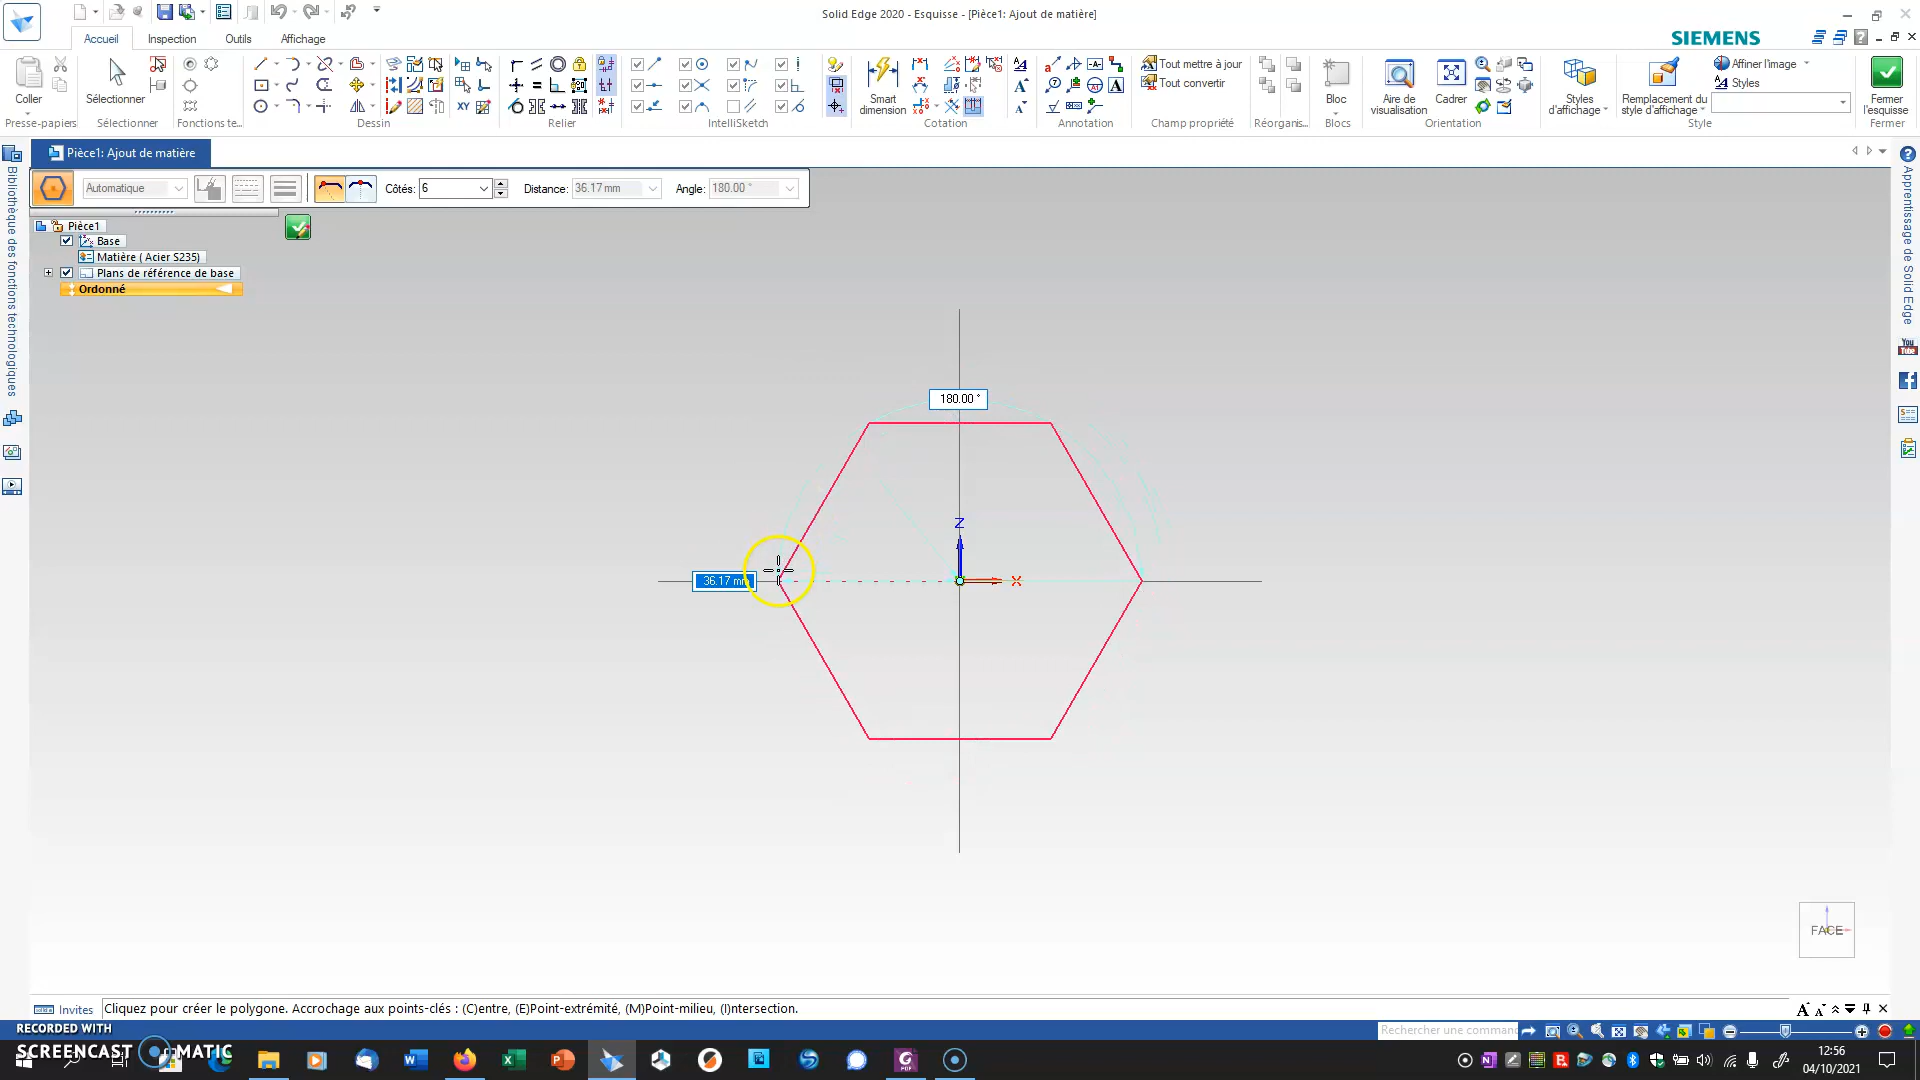 Solid Edge 2020 - Esquisse - [Pièce1: Ajout de matière]
Accueil Inspection Outils Affichage
SIEMENS
Coller
Sélectionner
Smart dimension
Tout mettre à jour
Tout convertir
Bloc
Aire de visualisation
Cadrer
Styles d'affichage
Remplacement du style d'affichage
Affiner l'image
Styles
Fermer l'esquisse
Presse-papiers Sélectionner Fonctions te... Dessin Relier IntelliSketch Cotation Annotation Champ propriété Réorganis... Blocs Orientation Style Fermer
Pièce1: Ajout de matière
Automatique Côtés: 6 Distance: 36.17 mm Angle: 180.00 °
Pièce1
Base
Matière ( Acier S235)
Plans de référence de base
Ordonné
Bibliothèque des fonctions technologiques
Apprentissage de Solid Edge
You Tube
180.00 °
Z
36.17 mm
X
FACE
Invites Cliquez pour créer le polygone. Accrochage aux points-clés : (C)entre, (E)Point-extrémité, (M)Point-milieu, (I)ntersection.
Rechercher une command
RECORDED WITH
SCREENCAST MATIC
12:56
04/10/2021